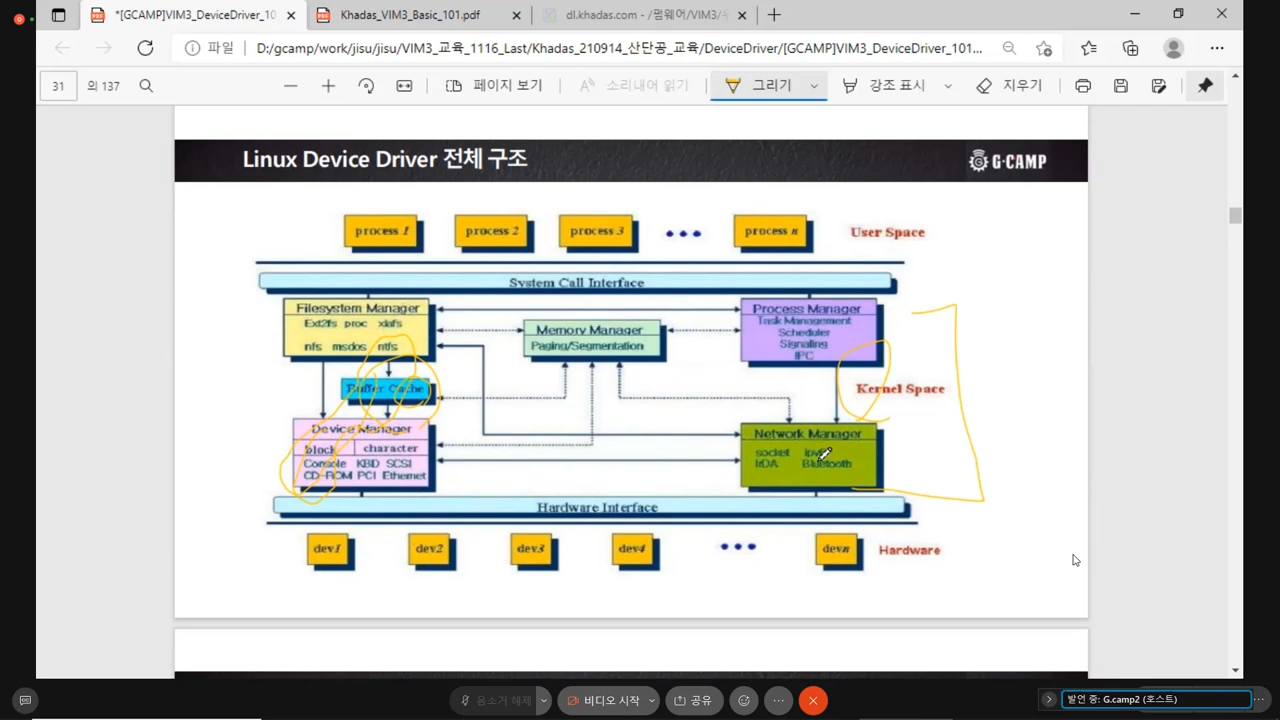 *[GCAMP]VIM3_DeviceDriver_10
Khadas_VIM3_Basic_101.pdf
dl.khadas.com - /펌웨어/VIM3/
파일
D:/gcamp/work/jisu/jisu/VIM3_교육_1116_Last/Khadas_210914_산단공_교육/DeviceDriver/[GCAMP]VIM3_DeviceDriver_101...
31 의 137
페이지 보기
소리내어 읽기
그리기
강조 표시
지우기
Linux Device Driver 전체 구조
G·CAMP
process 1
process 2
process 3
process n
User Space
System Call Interface
Filesystem Manager
Ext2fs proc xiafs
nfs msdos ntfs
Memory Manager
Paging/Segmentation
Process Manager
Task Management
Scheduler
Signaling
IPC
Buffer Cache
Kernel Space
Device Manager
block character
Console KBD SCSI
CD-ROM PCI Ethernet
Network Manager
socket
IrDA Bluetooth
Hardware Interface
dev1
dev2
dev3
dev4
devn
Hardware
음소거 해제
비디오 시작
공유
발언 중: G.camp2 (호스트)